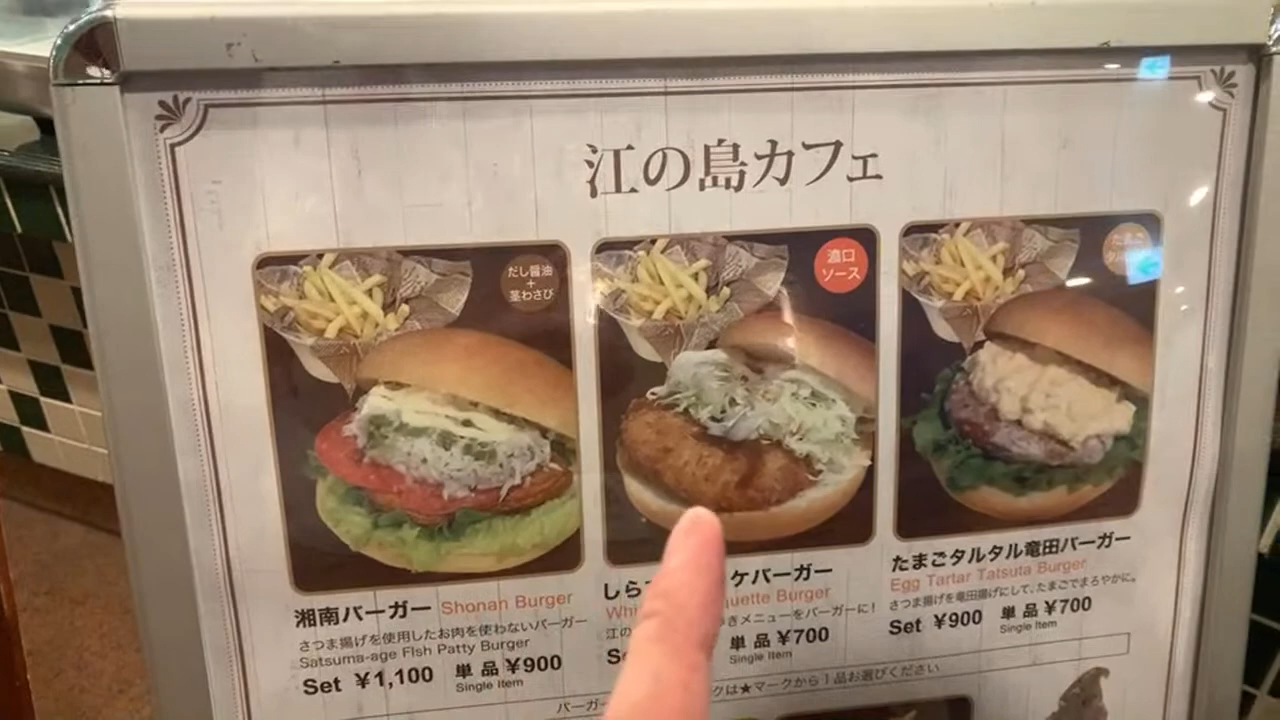 江の島カフェ
だし醤油
+
茎わさび
濃口
ソース
たまご
湘南バーガー Shonan Burger
さつま揚げを使用したお肉を使わないバーガー
Satsuma-age Fish Patty Burger
Set ¥1,100 単品 ¥900
Single Item
しら ケバーガー
Whi quette Burger
江の きメニューをバーガーに!
単品 ¥700
Single Item
たまごタルタル竜田バーガー
Egg Tartar Tatsuta Burger
さつま揚げを竜田揚げにして、たまごでまろやかに。
Set ¥900 単品 ¥700
Single Item
バーガー クは★マークから1品お選びください